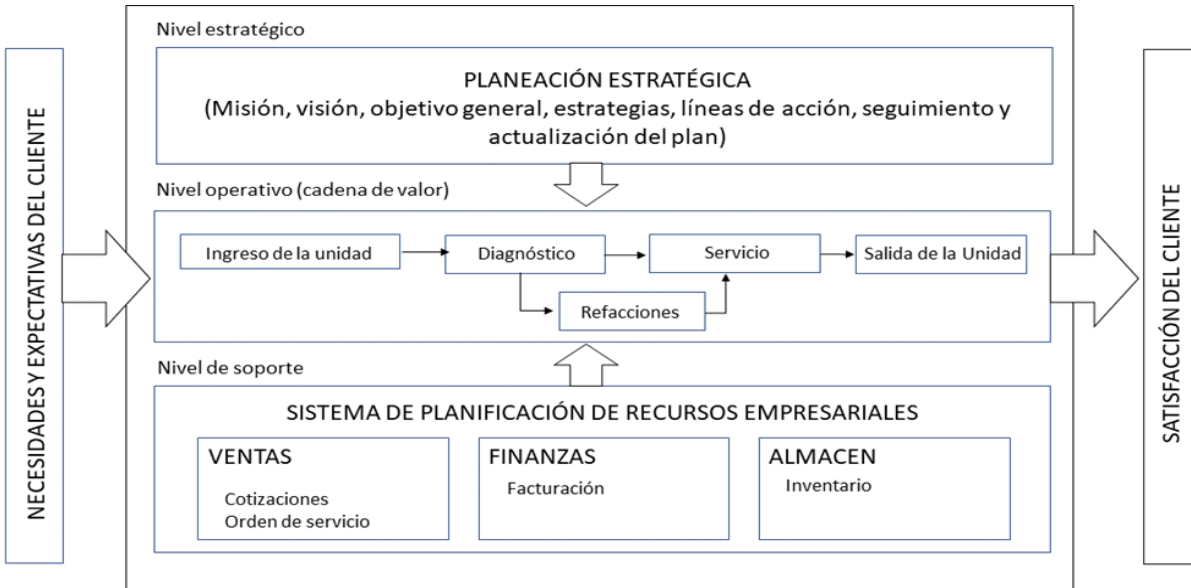 NECESIDADES Y EXPECTATIVAS DEL CLIENTE
Nivel estratégico
PLANEACIÓN ESTRATÉGICA
(Misión, visión, objetivo general, estrategias, líneas de acción, seguimiento y
actualización del plan)
Nivel operativo (cadena de valor)
Ingreso de la unidad
Diagnóstico
Servicio
Salida de la Unidad
Refacciones
Nivel de soporte
SISTEMA DE PLANIFICACIÓN DE RECURSOS EMPRESARIALES
VENTAS
Cotizaciones
Orden de servicio
FINANZAS
Facturación
ALMACEN
Inventario
SATISFACCIÓN DEL CLIENTE